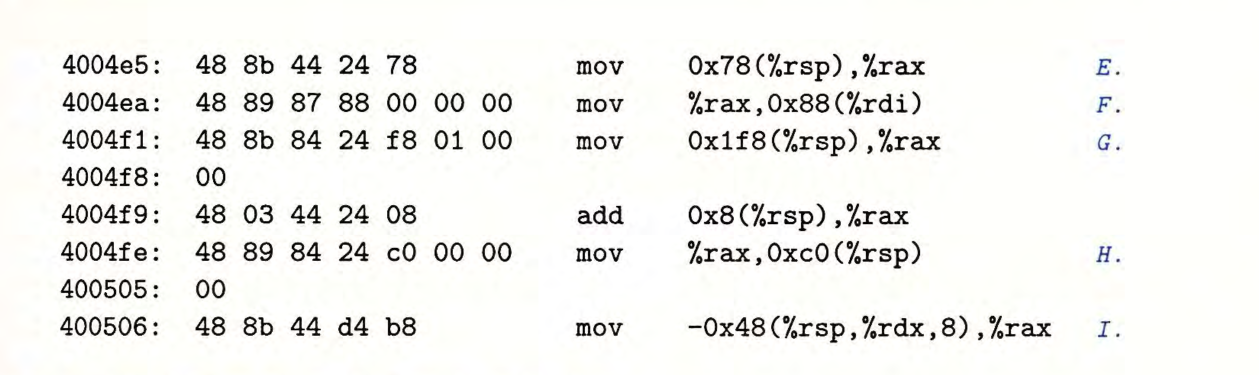 4004e5: 48 8b 44 24 78 mov 0x78(%rsp),%rax E.
4004ea: 48 89 87 88 00 00 00 mov %rax,0x88(%rdi) F.
4004f1: 48 8b 84 24 f8 01 00 mov 0x1f8(%rsp),%rax G.
4004f8: 00
4004f9: 48 03 44 24 08 add 0x8(%rsp),%rax
4004fe: 48 89 84 24 c0 00 00 mov %rax,0xc0(%rsp) H.
400505: 00
400506: 48 8b 44 d4 b8 mov -0x48(%rsp,%rdx,8),%rax I.